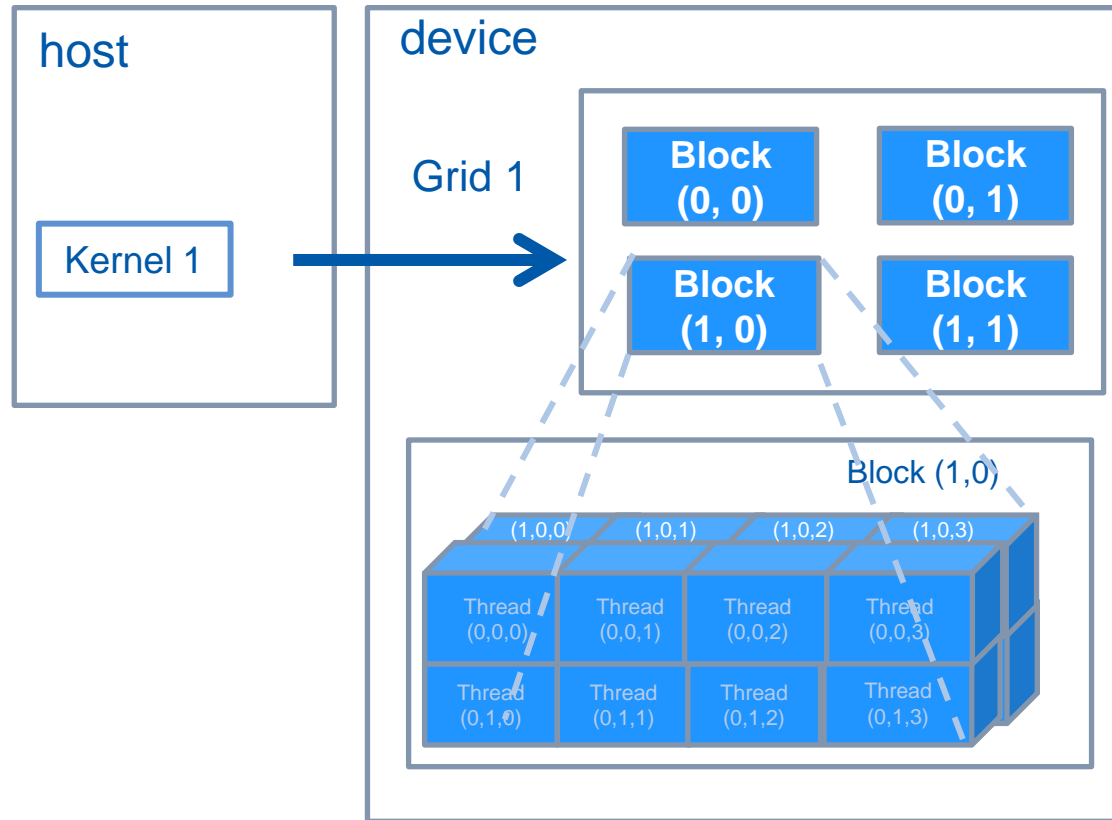 host
device
Grid 1
Kernel 1
Block
(0, 0)
Block
(0, 1)
Block
(1, 0)
Block
(1, 1)
Block (1,0)
(1,0,0)
(1,0,1)
(1,0,2)
(1,0,3)
Thread
(0,0,0)
Thread
(0,0,1)
Thread
(0,0,2)
Thread
(0,0,3)
Thread
(0,1,0)
Thread
(0,1,1)
Thread
(0,1,2)
Thread
(0,1,3)